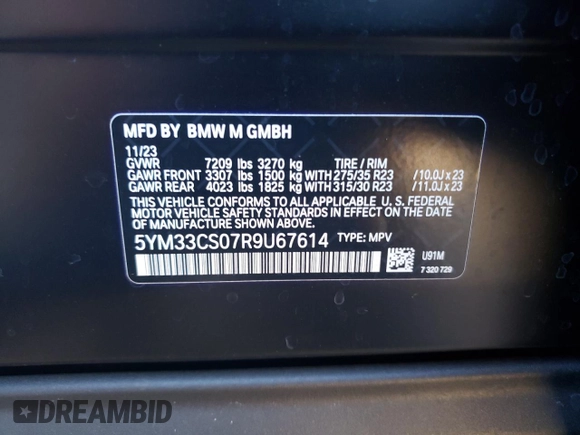 MFD BY BMW M GMBH
11/23
GVWR 7209 lbs 3270 kg TIRE / RIM
GAWR FRONT 3307 lbs 1500 kg WITH 275/35 R23 / 10.0J x 23
GAWR REAR 4023 lbs 1825 kg WITH 315/30 R23 / 11.0J x 23
THIS VEHICLE CONFORMS TO ALL APPLICABLE U. S. FEDERAL
MOTOR VEHICLE SAFETY STANDARDS IN EFFECT ON THE DATE
OF MANUFACTURE SHOWN ABOVE.
5YM33CS07R9U67614 TYPE: MPV
U91M
7 320 729
DREAMBID